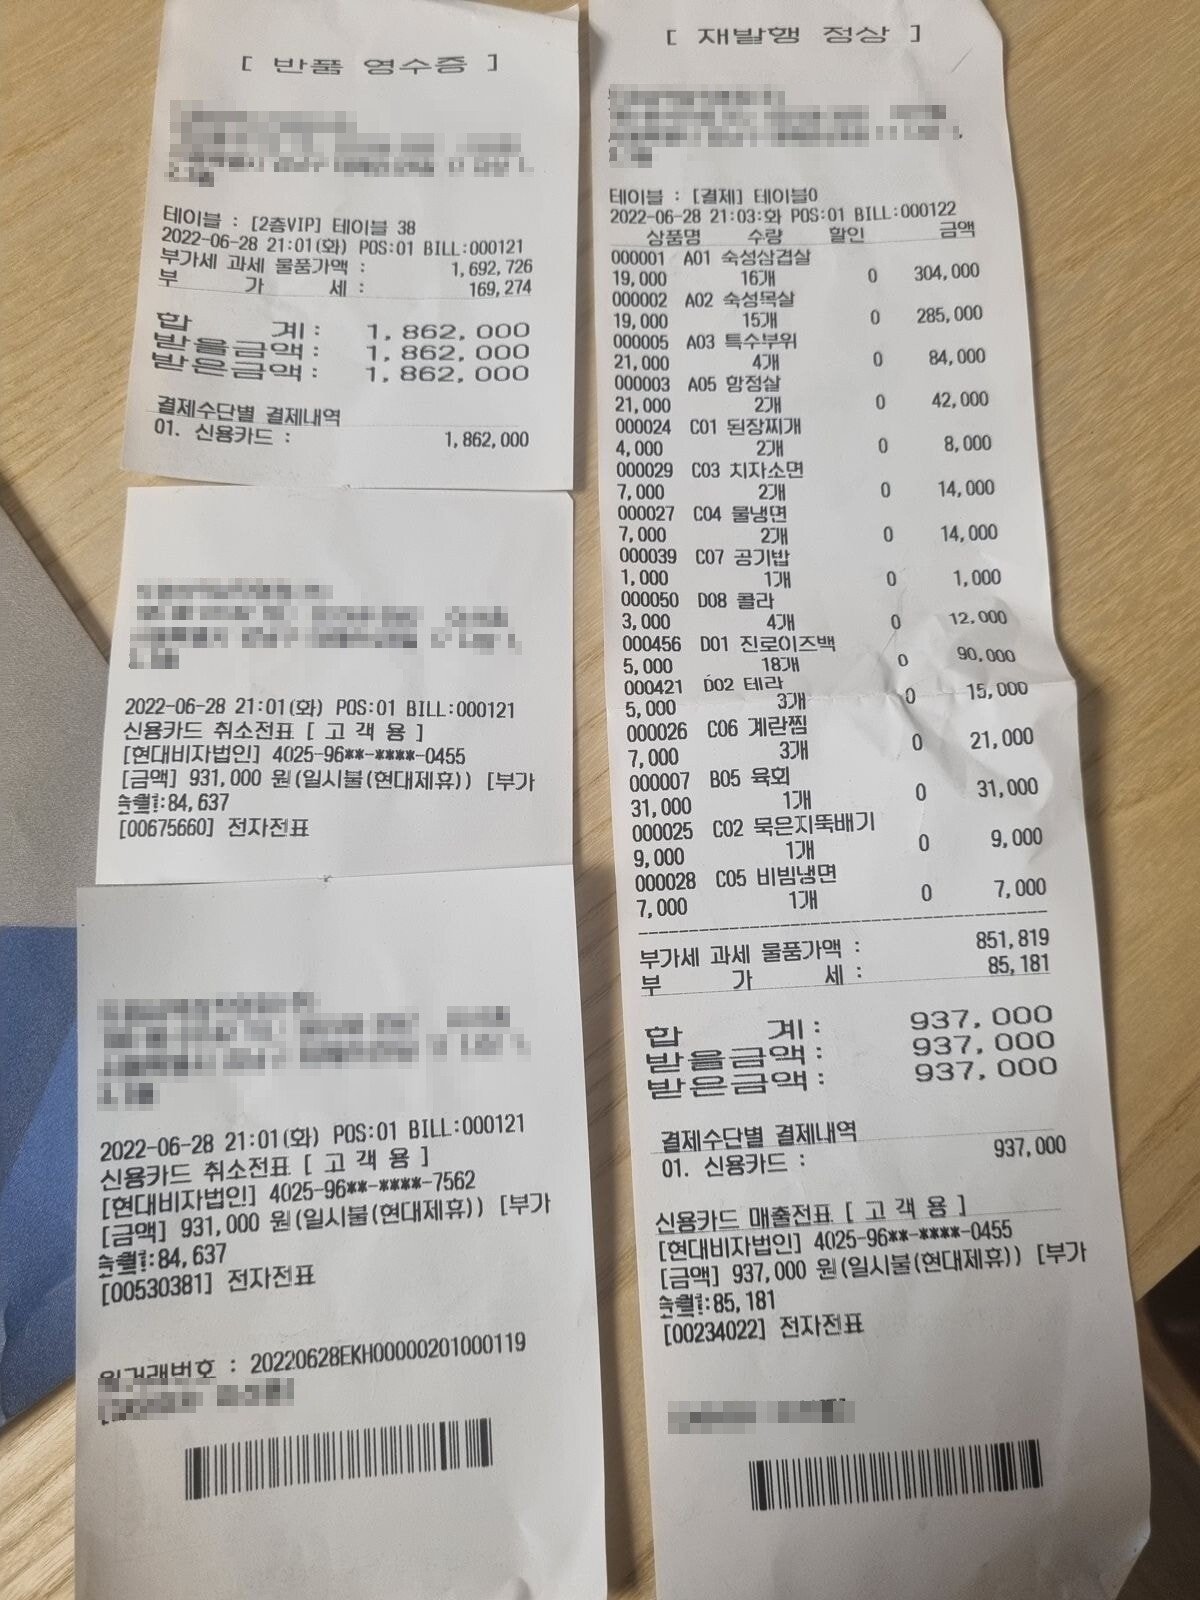 [ 반품 영수증 ]
테이블 : [2층VIP] 테이블 38
2022-06-28 21:01(화) POS:01 BILL:000121
부가세 과세 물품가액 : 1,692,726
부 가 세 : 169,274
합 계 : 1,862,000
받을금액 : 1,862,000
받은금액 : 1,862,000
결제수단별 결제내역
01. 신용카드 : 1,862,000
2022-06-28 21:01(화) POS:01 BILL:000121
신용카드 취소전표 [ 고 객 용 ]
[현대비자법인] 4025-96**-****-0455
[금액] 931,000 원(일시불(현대제휴)) [부가
:84,637
[00675660] 전자전표
2022-06-28 21:01(화) POS:01 BILL:000121
신용카드 취소전표 [ 고 객 용 ]
[현대비자법인] 4025-96**-****-7562
[금액] 931,000 원(일시불(현대제휴)) [부가
:84,637
[00530381] 전자전표
원거래번호 : 20220628EKH00000201000119
[ 재발행 정상 ]
테이블 : [결제] 테이블0
2022-06-28 21:03:화 POS:01 BILL:000122
상품명 수량 할인 금액
000001 A01 숙성삼겹살
19,000 16개 0 304,000
000002 A02 숙성목살
19,000 15개 0 285,000
000005 A03 특수부위
21,000 4개 0 84,000
000003 A05 항정살
21,000 2개 0 42,000
000024 C01 된장찌개
4,000 2개 0 8,000
000029 C03 치자소면
7,000 2개 0 14,000
000027 C04 물냉면
7,000 2개 0 14,000
000039 C07 공기밥
1,000 1개 0 1,000
000050 D08 콜라
3,000 4개 0 12,000
000456 D01 진로이즈백
5,000 18개 0 90,000
000421 D02 테라
5,000 3개 0 15,000
000026 C06 계란찜
7,000 3개 0 21,000
000007 B05 육회
31,000 1개 0 31,000
000025 C02 묵은지뚝배기
9,000 1개 0 9,000
000028 C05 비빔냉면
7,000 1개 0 7,000
부가세 과세 물품가액 : 851,819
부 가 세 : 85,181
합 계 : 937,000
받을금액 : 937,000
받은금액 : 937,000
결제수단별 결제내역
01. 신용카드 : 937,000
신용카드 매출전표 [ 고 객 용 ]
[현대비자법인] 4025-96**-****-0455
[금액] 937,000 원(일시불(현대제휴)) [부가
:85,181
[00234022] 전자전표